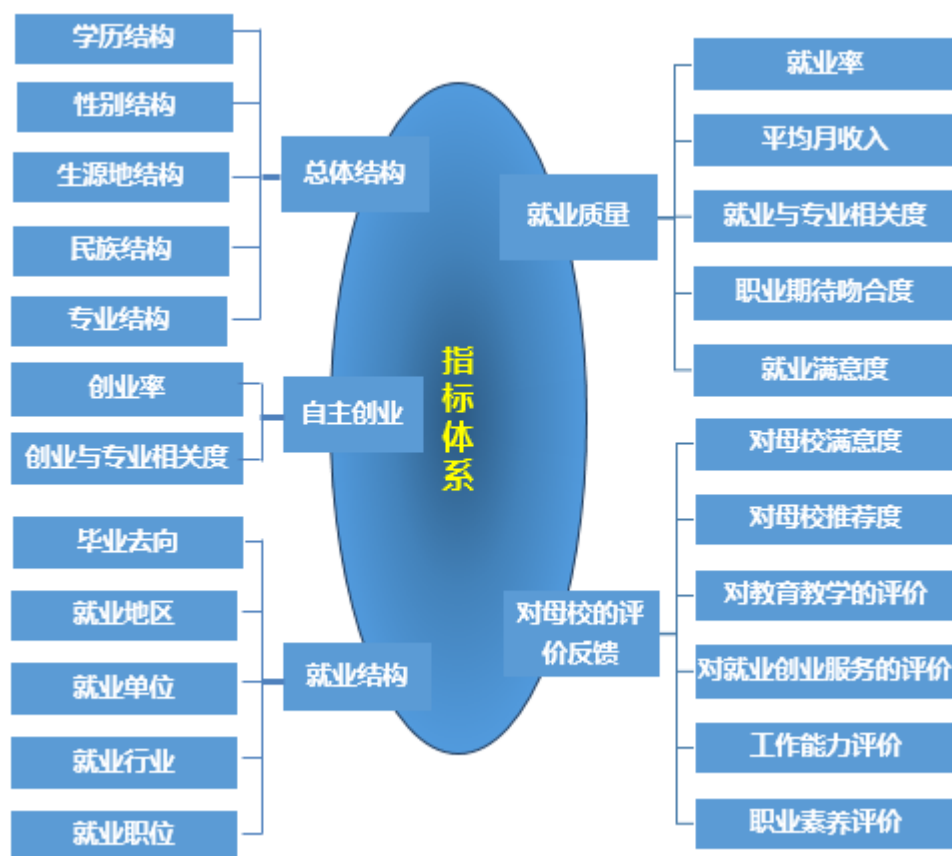 学历结构
性别结构
生源地结构
民族结构
专业结构
总体结构
创业率
创业与专业相关度
自主创业
毕业去向
就业地区
就业单位
就业行业
就业职位
就业结构
指
标
体
系
就业质量
就业率
平均月收入
就业与专业相关度
职业期待吻合度
就业满意度
对母校的评
价反馈
对母校满意度
对母校推荐度
对教育教学的评价
对就业创业服务的评价
工作能力评价
职业素养评价